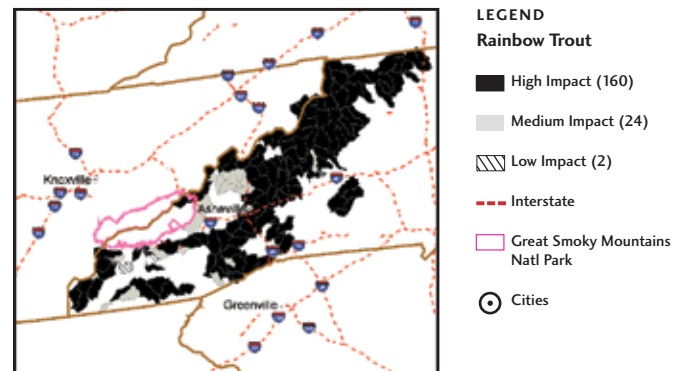 LEGEND
Rainbow Trout
High Impact (160)
Medium Impact (24)
Low Impact (2)
Interstate
Great Smoky Mountains
Natl Park
Cities
Knoxville
Asheville
Greenville